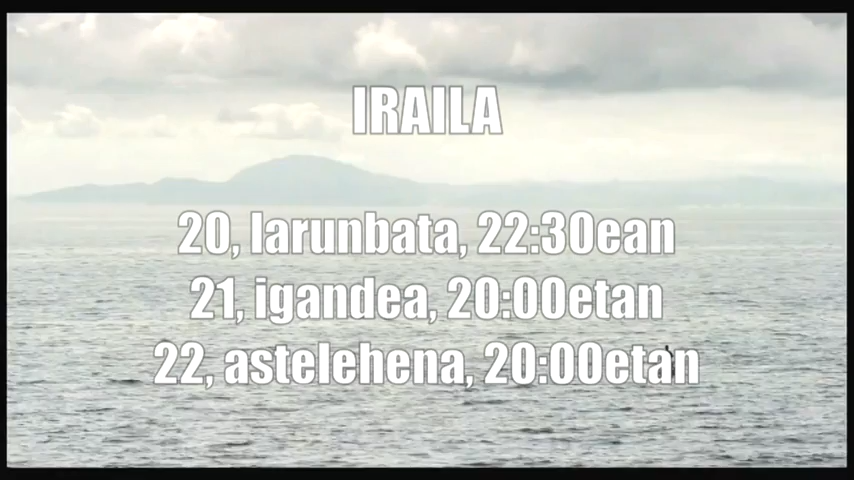 IRAILA
20, larunbata, 22:30ean
21, igandea, 20:00etan
22, astelehena, 20:00etan